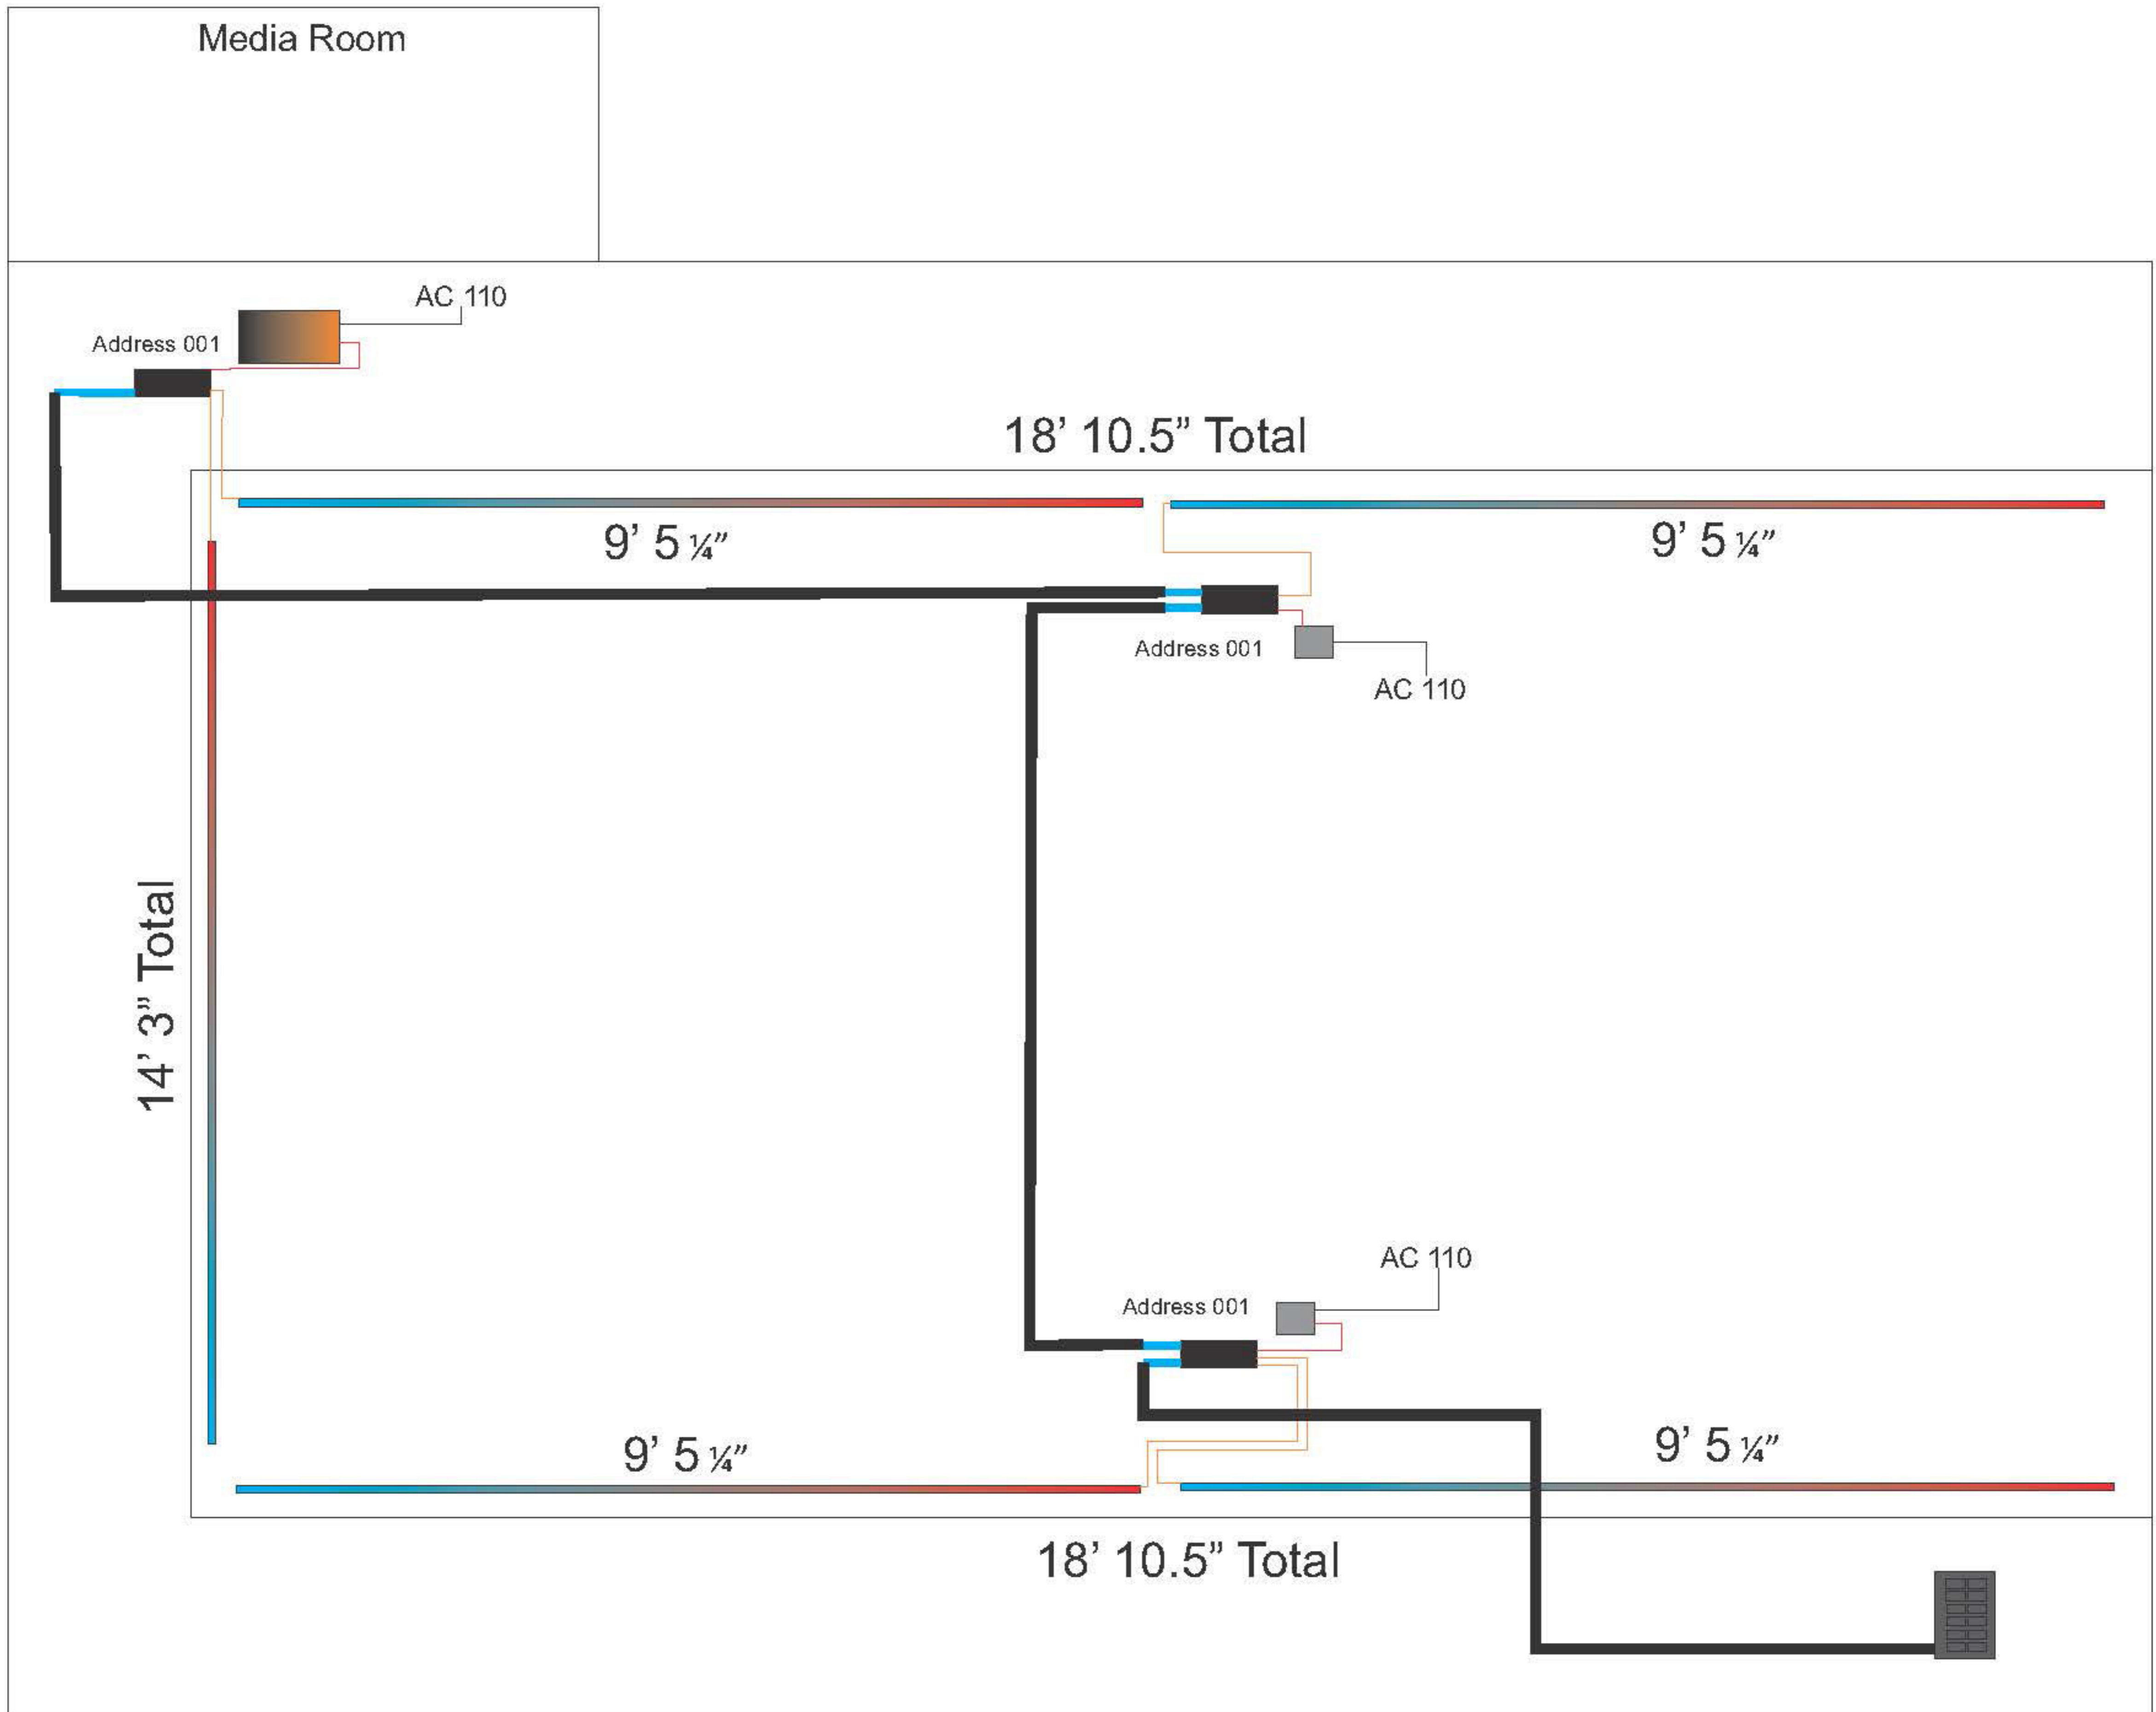 Media Room
AC 110
Address 001
18’ 10.5” Total
9’ 5 ¼”
9’ 5 ¼”
Address 001
AC 110
14’ 3” Total
AC 110
Address 001
9’ 5 ¼”
9’ 5 ¼”
18’ 10.5” Total